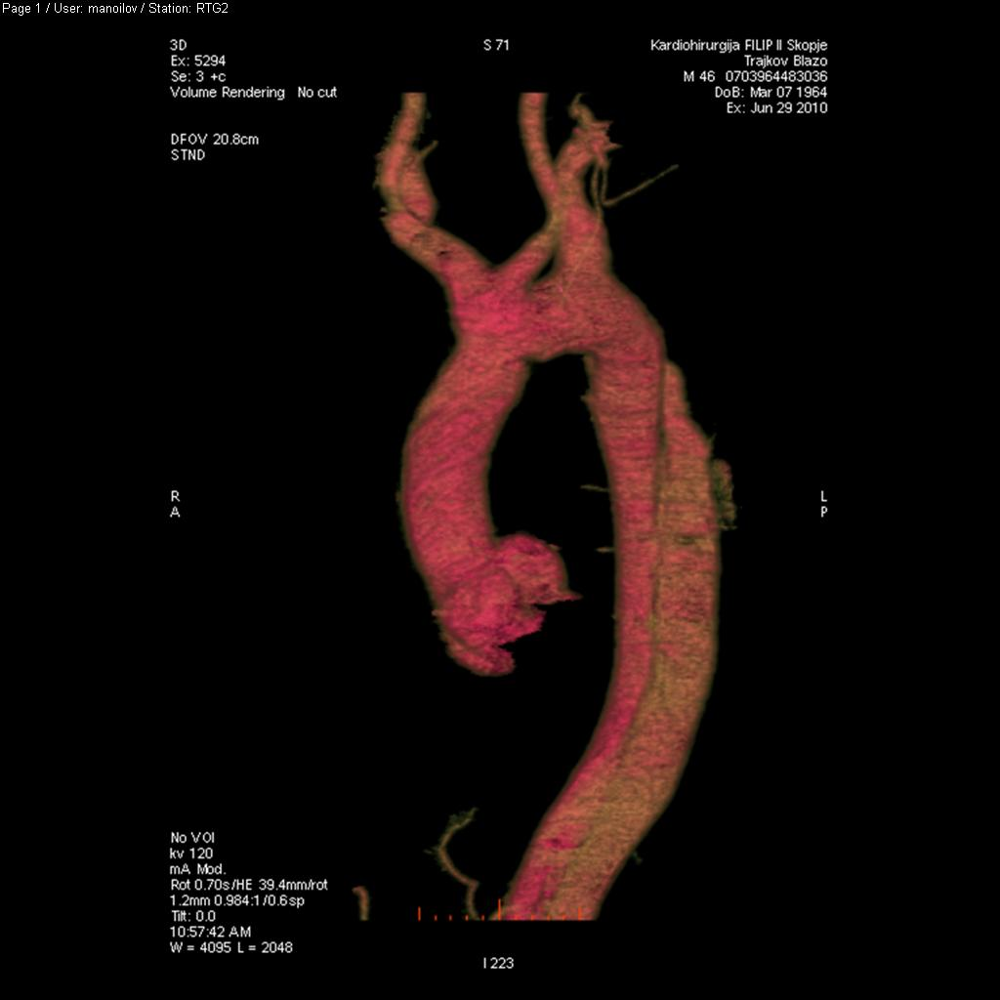 Page 1 / User: manoilov / Station: RTG2
3D
Ex: 5294
Se: 3 +c
Volume Rendering No cut
DFOV 20.8cm
STND
S 71
Kardiohirurgija FILIP II Skopje
Trajkov Blazo
M 46 0703964483036
DoB: Mar 07 1964
Ex: Jun 29 2010
R
A
L
P
No VOI
kv 120
mA Mod.
Rot 0.70s/HE 39.4mm/rot
1.2mm 0.984:1/0.6sp
Tilt: 0.0
10:57:42 AM
W = 4095 L = 2048
I 223